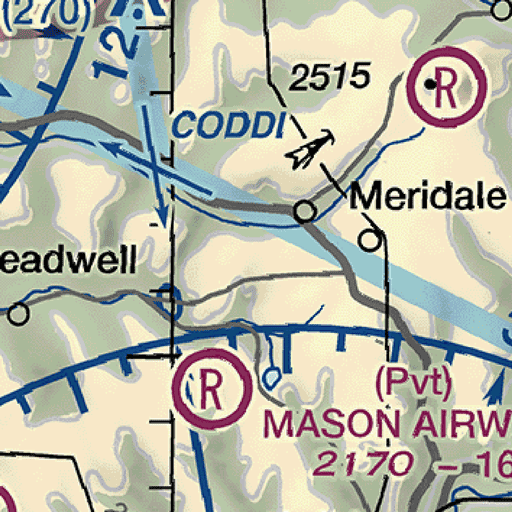 (270)
12
2515
R
CODDI
Meridale
eadwell
R
(Pvt)
MASON AIRW
2170 – 16